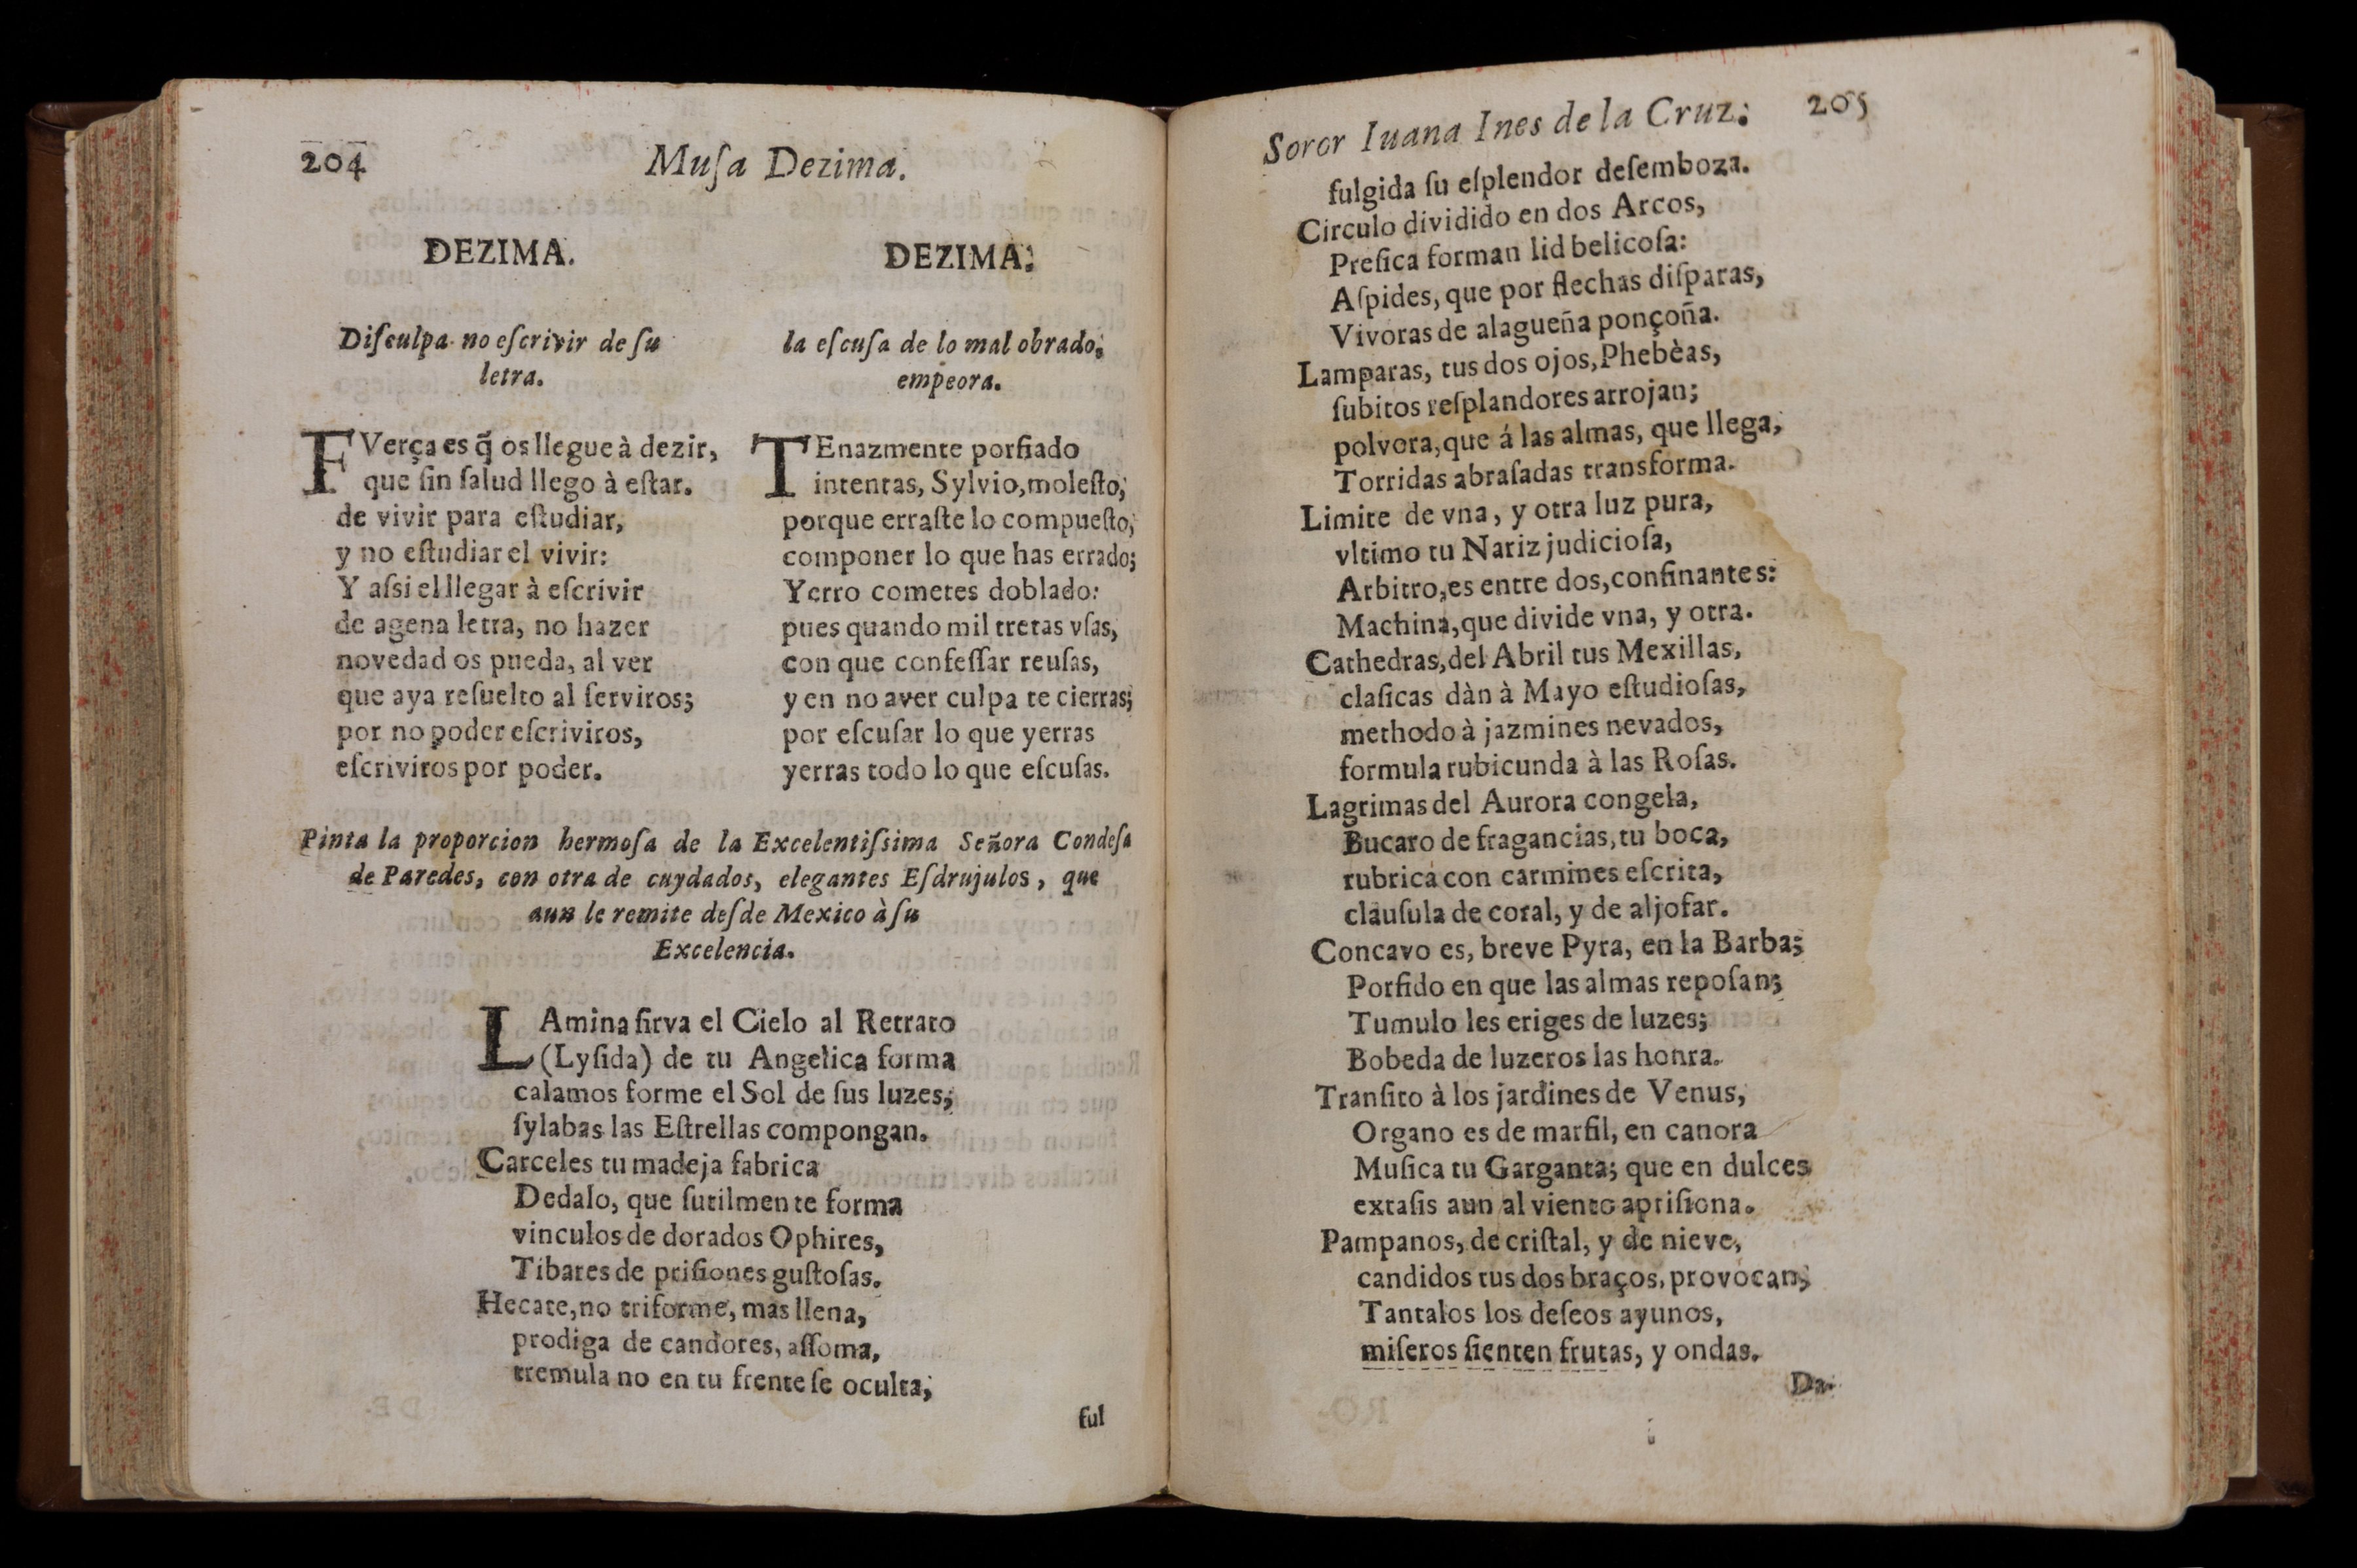 204
Muſa Dezima.
DEZIMA.
Diſculpa no eſcrivir de ſu
letra.
FVerça es q̃ os llegue à dezir,
que ſin ſalud llego à eſtar.
de vivir para eſtudiar,
y no eſtudiar el vivir:
Y aſsi el llegar à eſcrivir
de agena letra, no hazer
novedad os pueda, al ver
que aya reſuelto al ſerviros;
por no poder eſcriviros,
eſcriviros por poder.
DEZIMA:
la eſcuſa de lo mal obrado,
empeora.
TEnazmente porfiado
intentas, Sylvio, moleſto,
porque erraſte lo compueſto,
componer lo que has errado;
Yerro cometes doblado:
pues quando mil tretas vſas,
con que confeſſar reuſas,
y en no aver culpa te cierras;
por eſcuſar lo que yerras
yerras todo lo que eſcuſas.
Pinta la proporcion hermoſa de la Excelentiſsima Señora Condeſa
de Paredes, con otra de cuydados, elegantes Eſdrujulos, que
aun le remite deſde Mexico à ſu
Excelencia.
LAmina ſirva el Cielo al Retrato
(Lyſida) de tu Angelica forma
calamos forme el Sol de ſus luzes;
ſylabas las Eſtrellas compongan.
Carceles tu madeja fabrica
Dedalo, que ſutilmente forma
vinculos de dorados Ophires,
Tibares de priſiones guſtoſas.
Hecate, no triforme, mas llena,
prodiga de candores, aſſoma,
tremula no en tu frente ſe oculta,
ful
Soror Iuana Ines de la Cruz:
205
fulgida ſu eſplendor deſemboza.
Circulo dividido en dos Arcos,
Preſica forman lid belicoſa:
Aſpides, que por flechas diſparas,
Vivoras de alagueña ponçoña.
Lamparas, tus dos ojos, Phebèas,
ſubitos reſplandores arrojan;
polvora, que á las almas, que llega,
Torridas abraſadas transforma.
Limite de vna, y otra luz pura,
vltimo tu Nariz judicioſa,
Arbitro, es entre dos, confinantes:
Machina, que divide vna, y otra.
Cathedras, del Abril tus Mexillas,
claſicas dàn à Mayo eſtudioſas,
methodo à jazmines nevados,
formula rubicunda à las Roſas.
Lagrimas del Aurora congela,
Bucaro de fragancias, tu boca,
rubrica con carmines eſcrita,
clauſula de coral, y de aljofar.
Concavo es, breve Pyra, en la Barba;
Porfido en que las almas repoſan;
Tumulo les eriges de luzes;
Bobeda de luzeros las honra.
Tranſito à los jardines de Venus,
Organo es de marfil, en canora
Muſica tu Garganta; que en dulces
extaſis aun al viento apriſiona.
Pampanos, de criſtal, y de nieve,
candidos tus dos braços, provocan;
Tantalos los deſeos ayunos,
miſeros ſienten frutas, y ondas.
Da-